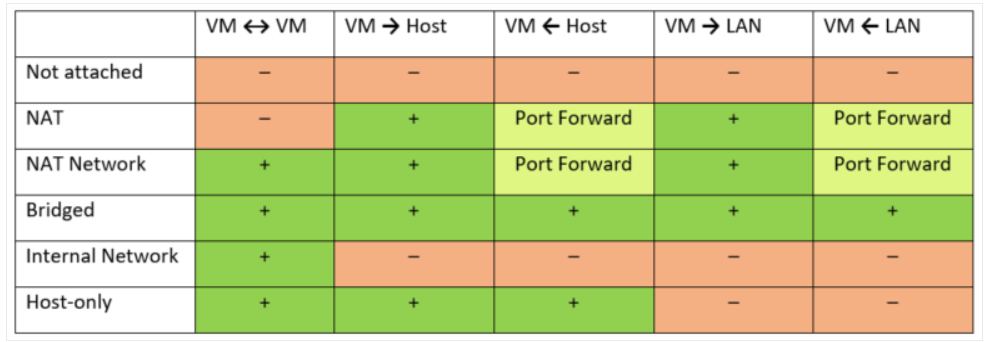 VM ↔ VM VM → Host VM ← Host VM → LAN VM ← LAN
Not attached – – – – –
NAT – + Port Forward + Port Forward
NAT Network + + Port Forward + Port Forward
Bridged + + + + +
Internal Network + – – – –
Host-only + + + – –